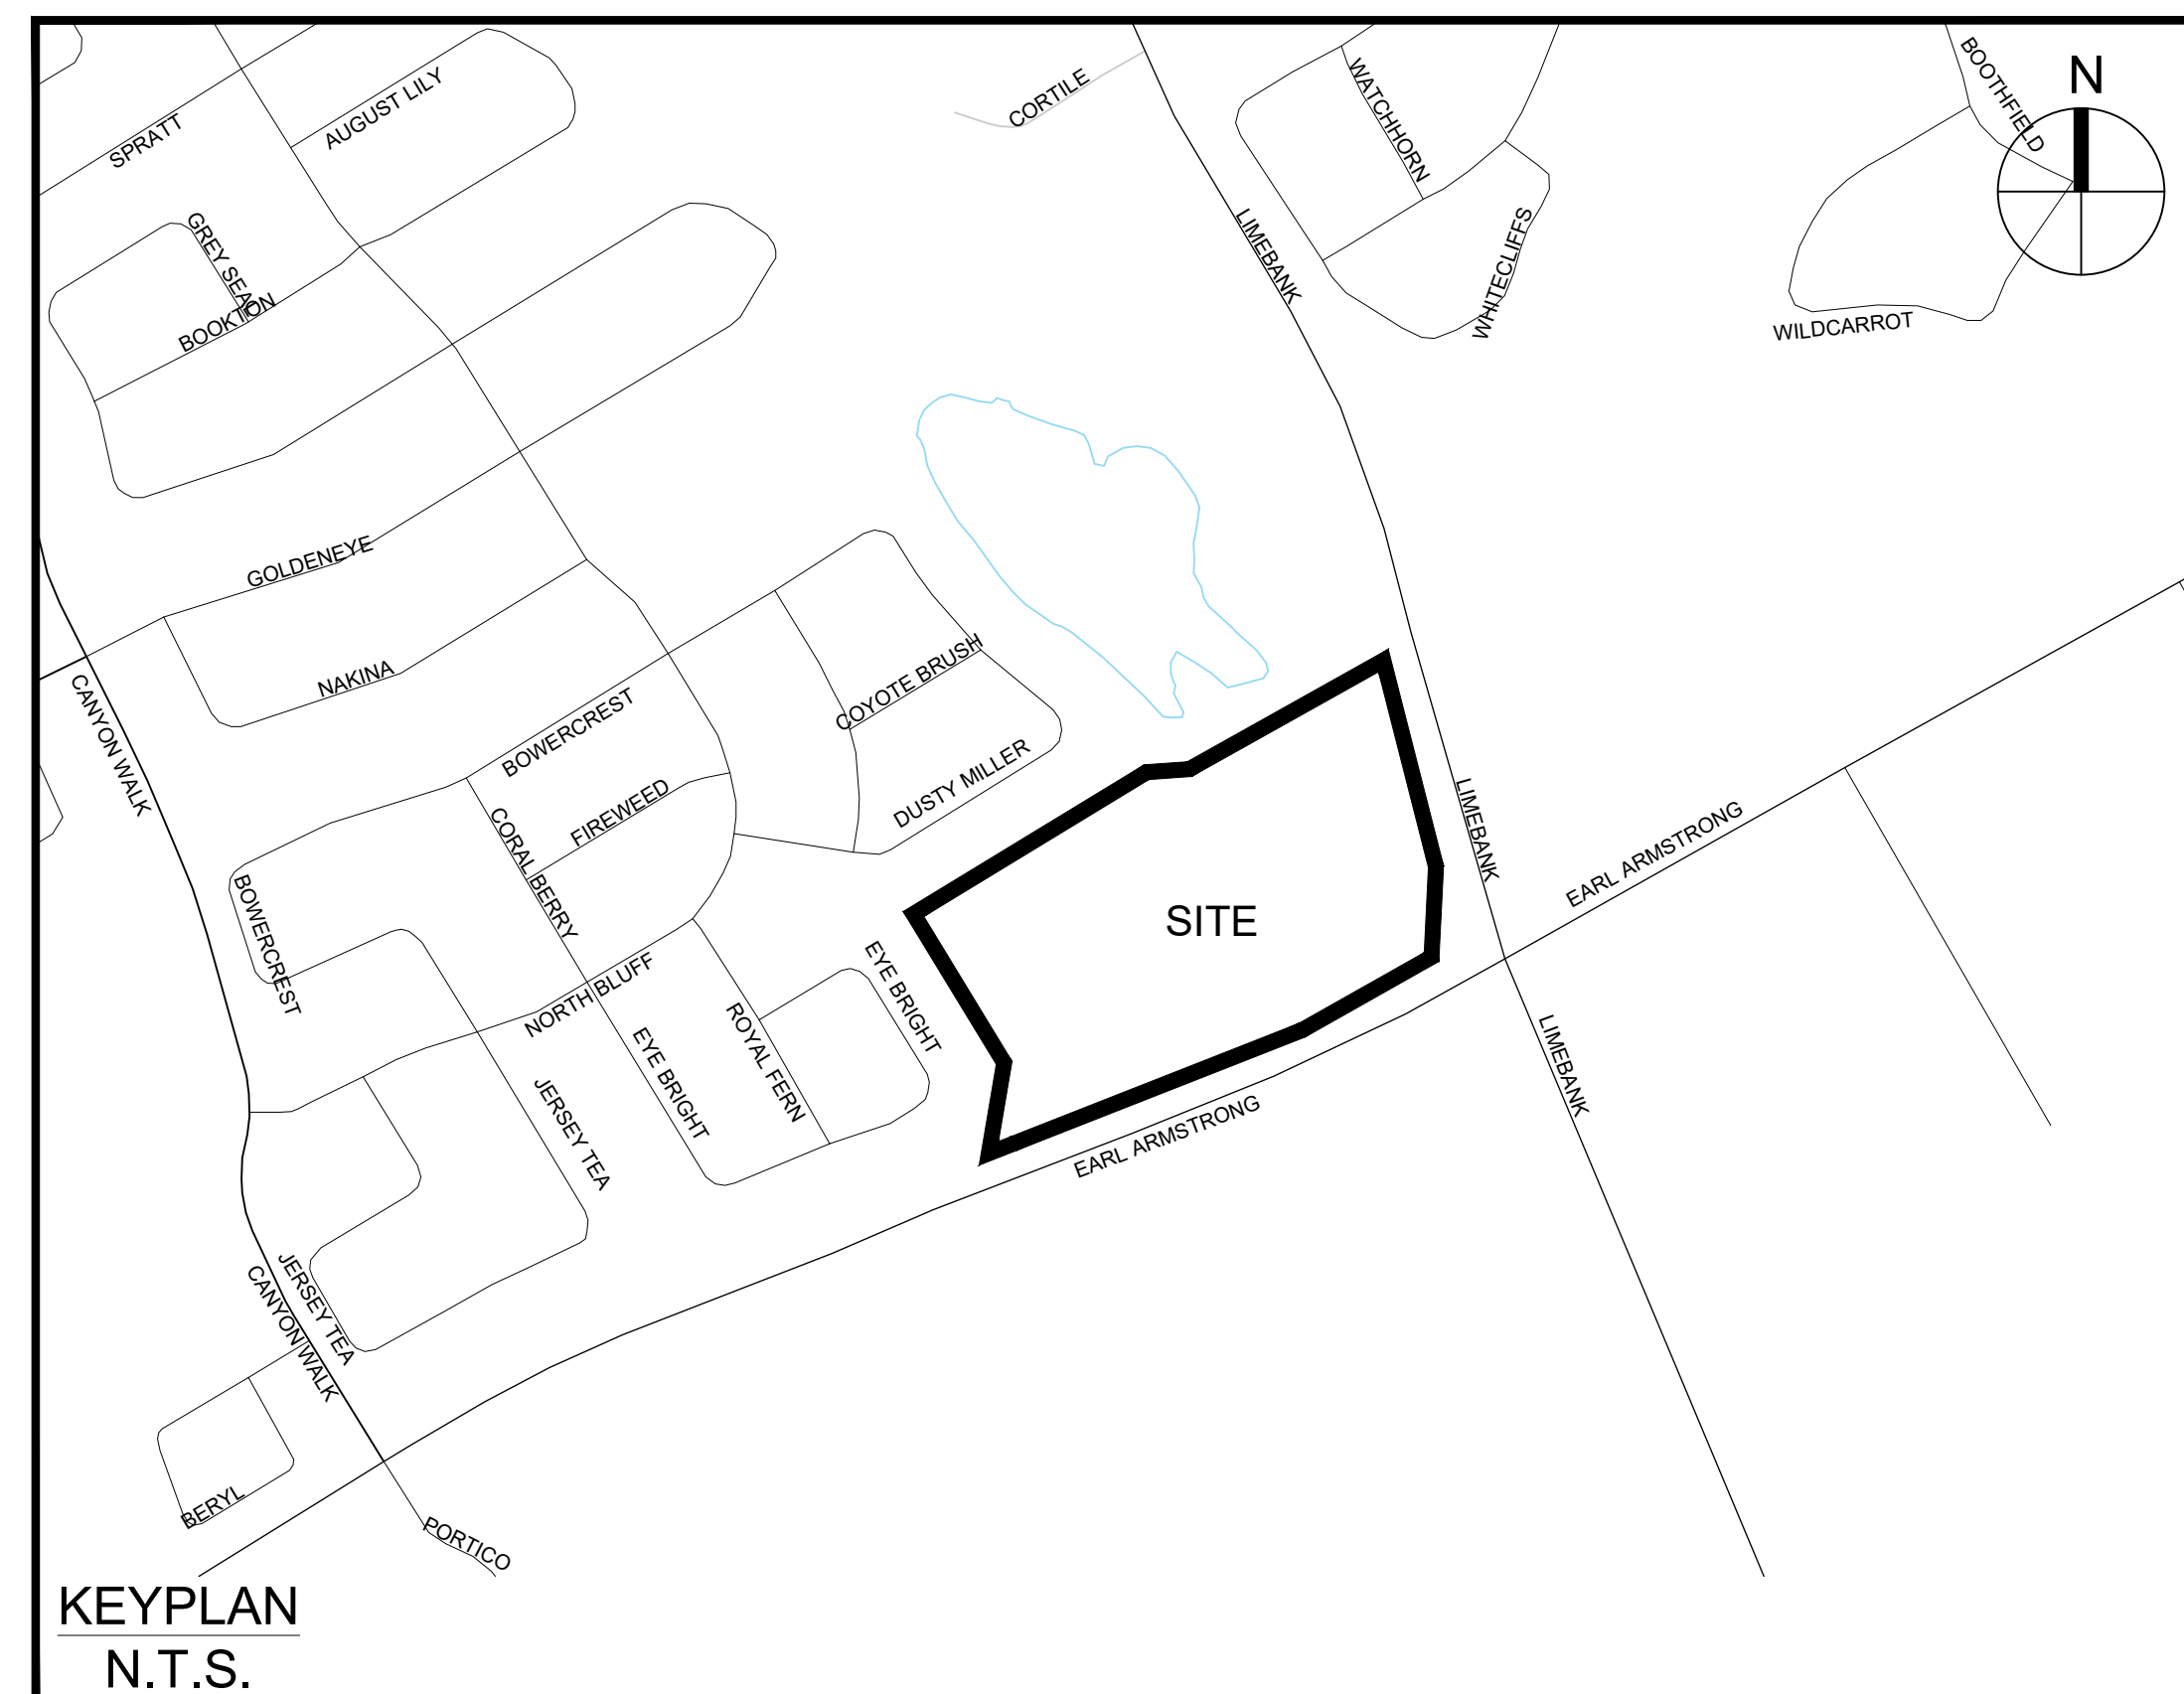 BOOTHFIELD
N
AUGUST LILY
CORTILE
WATCHHORN
SPRATT
GREY SEAL
LIMEBANK
WHITECLIFFS
BOOKTON
WILDCARROT
GOLDENEYE
NAKINA
COYOTE BRUSH
CANYON WALK
BOWERCREST
DUSTY MILLER
FIREWEED
LIMEBANK
EARL ARMSTRONG
CORAL BERRY
BOWERCREST
SITE
EYE BRIGHT
NORTH BLUFF
ROYAL FERN
EYE BRIGHT
LIMEBANK
JERSEY TEA
EARL ARMSTRONG
JERSEY TEA
CANYON WALK
BERYL
PORTICO
KEYPLAN
N.T.S.